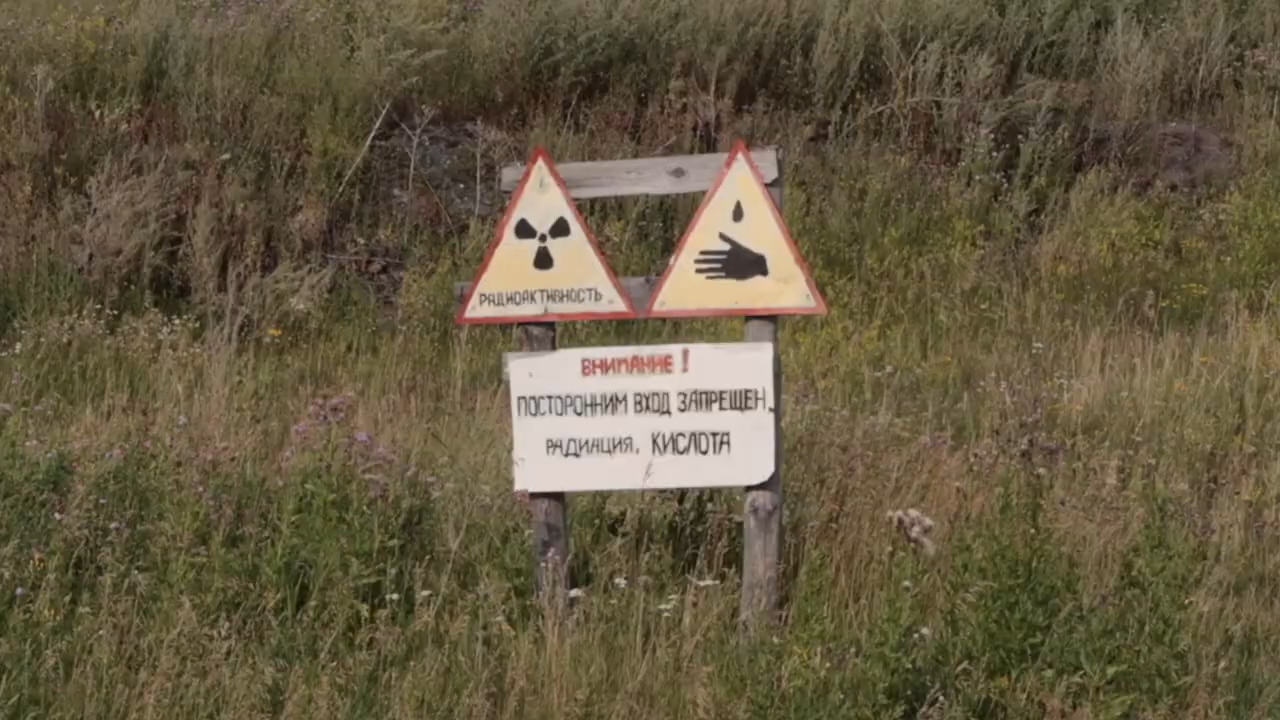 РАДИОАКТИВНОСТЬ
ВНИМАНИЕ !
ПОСТОРОННИМ ВХОД ЗАПРЕЩЕН.
РАДИАЦИЯ, КИСЛОТА